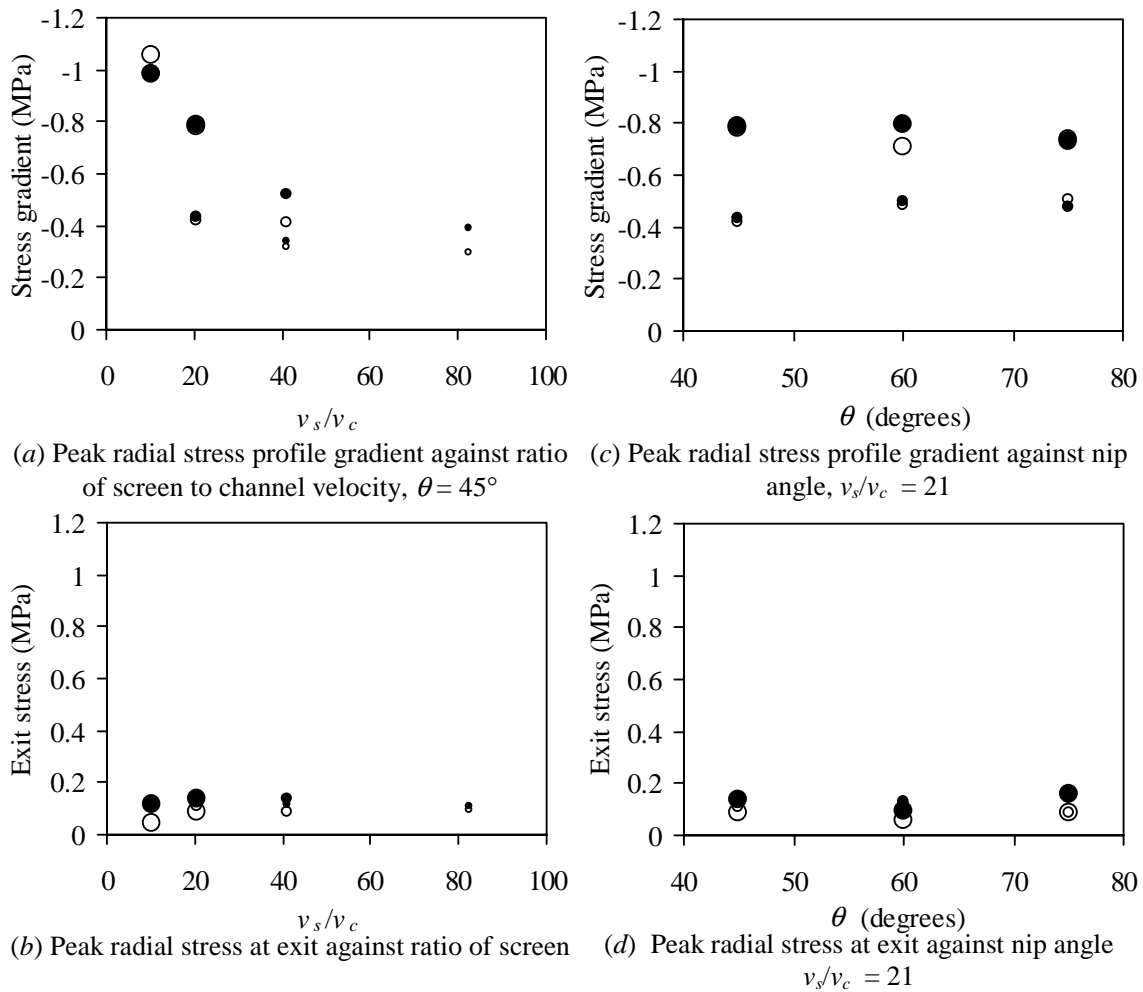 -1.2
-1
-0.8
-0.6
-0.4
-0.2
0
Stress gradient (MPa)
0 20 40 60 80 100
v_s/v_c
(a) Peak radial stress profile gradient against ratio
of screen to channel velocity, θ = 45°
-1.2
-1
-0.8
-0.6
-0.4
-0.2
0
Stress gradient (MPa)
40 50 60 70 80
θ (degrees)
(c) Peak radial stress profile gradient against nip
angle, v_s/v_c = 21
1.2
1
0.8
0.6
0.4
0.2
0
Exit stress (MPa)
0 20 40 60 80 100
v_s/v_c
(b) Peak radial stress at exit against ratio of screen
1.2
1
0.8
0.6
0.4
0.2
0
Exit stress (MPa)
40 50 60 70 80
θ (degrees)
(d) Peak radial stress at exit against nip angle
v_s/v_c = 21